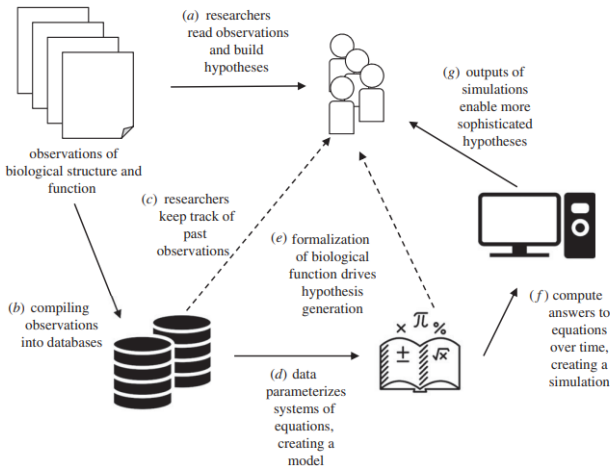 (a) researchers
read observations
and build
hypotheses
(g) outputs of
simulations
enable more
sophisticated
hypotheses
observations of
biological structure and
function
(c) researchers
keep track of
past
observations
(e) formalization
of biological
function drives
hypothesis
generation
(b) compiling
observations
into databases
(f) compute
answers to
equations
over time,
creating a
simulation
× π %
± √x
(d) data
parameterizes
systems of
equations,
creating a
model